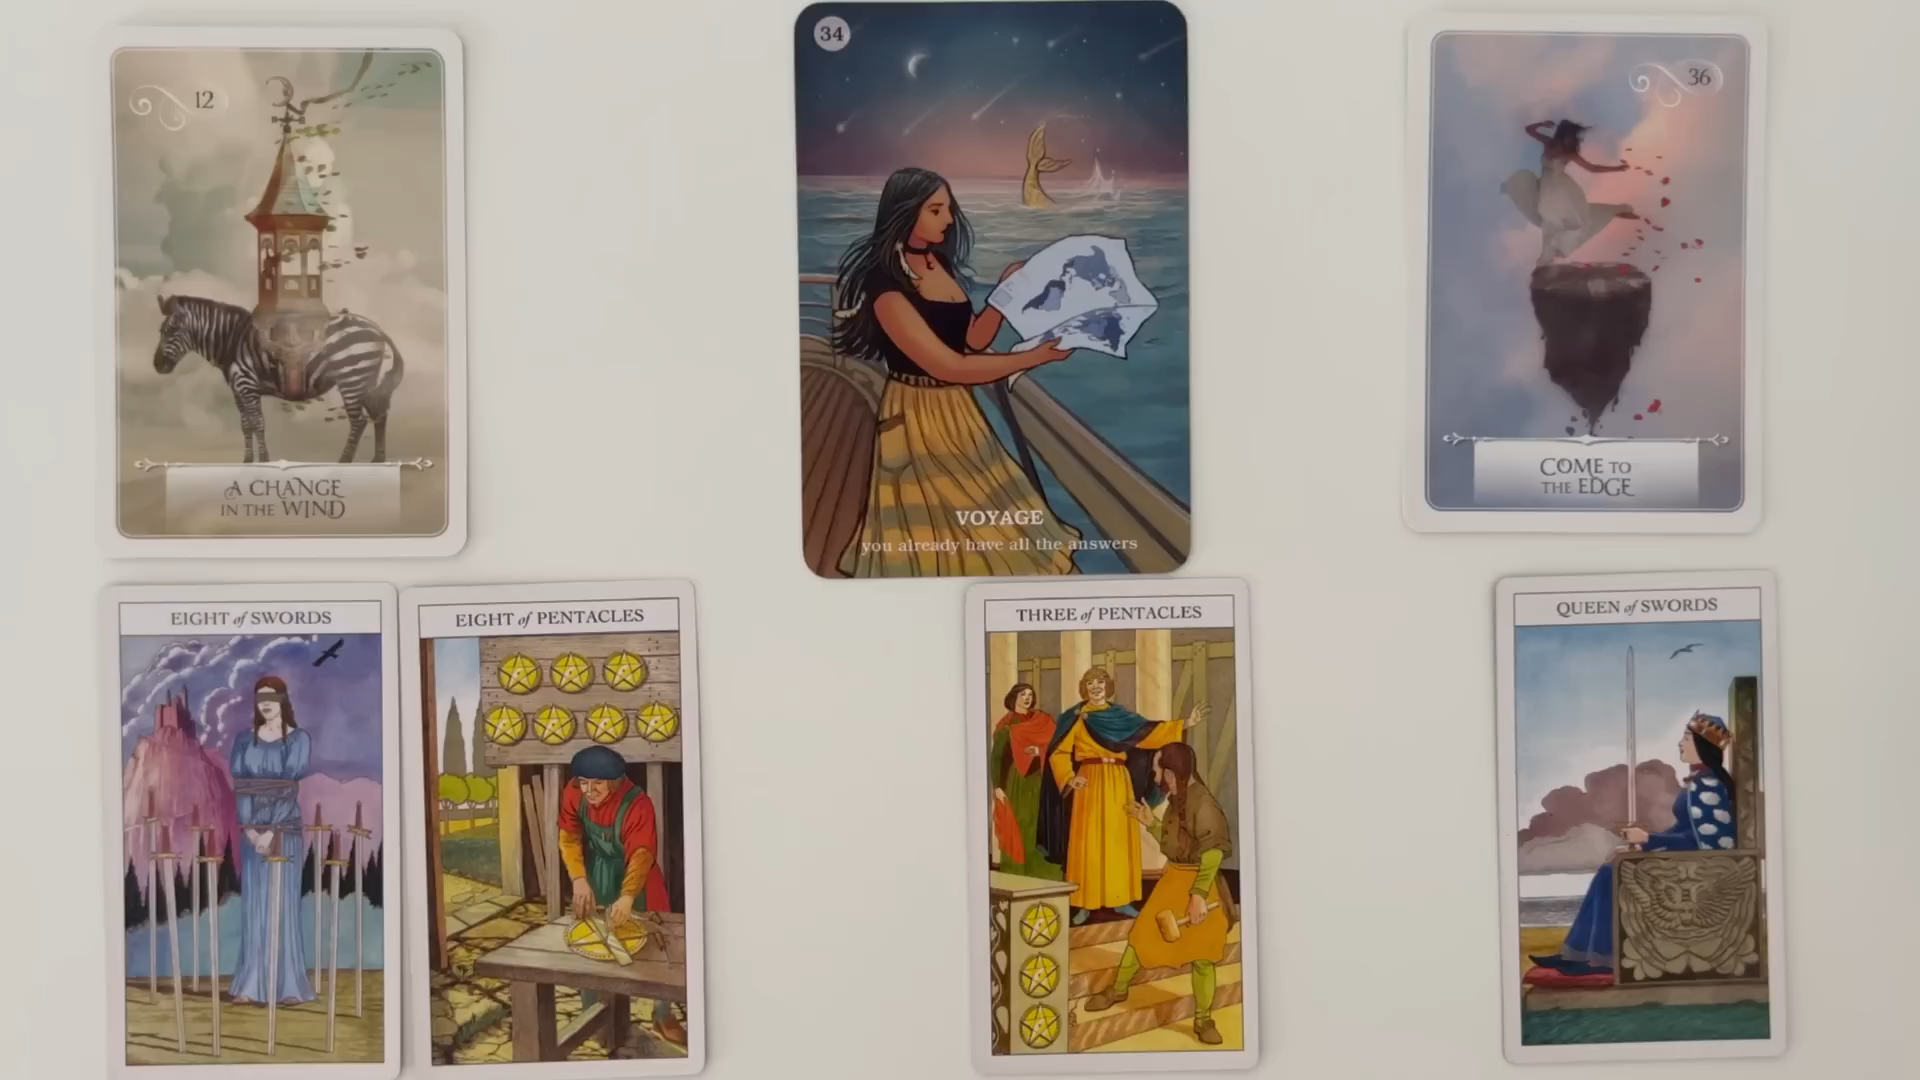 12
A CHANGE
IN THE WIND
34
VOYAGE
you already have all the answers
36
COME TO
THE EDGE
EIGHT of SWORDS
EIGHT of PENTACLES
THREE of PENTACLES
QUEEN of SWORDS